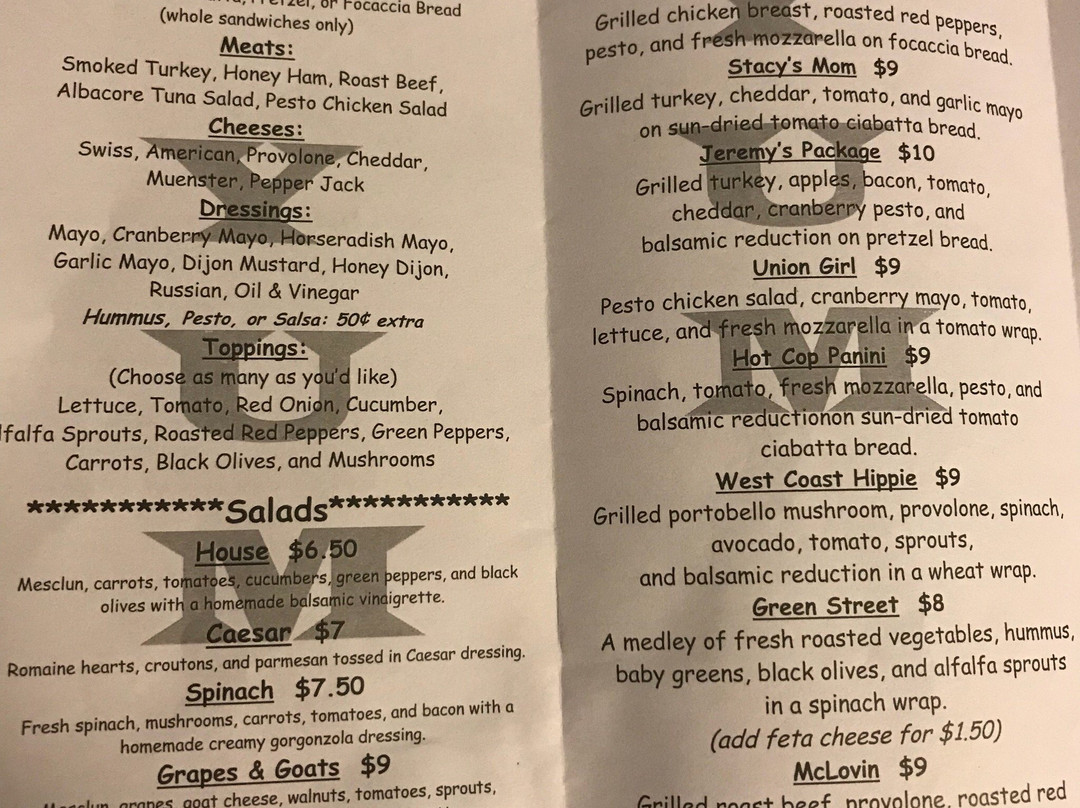 Pretzel, or Focaccia Bread
(whole sandwiches only)
Meats:
Smoked Turkey, Honey Ham, Roast Beef,
Albacore Tuna Salad, Pesto Chicken Salad
Cheeses:
Swiss, American, Provolone, Cheddar,
Muenster, Pepper Jack
Dressings:
Mayo, Cranberry Mayo, Horseradish Mayo,
Garlic Mayo, Dijon Mustard, Honey Dijon,
Russian, Oil & Vinegar
Hummus, Pesto, or Salsa: 50¢ extra
Toppings:
(Choose as many as you'd like)
Lettuce, Tomato, Red Onion, Cucumber,
lfalfa Sprouts, Roasted Red Peppers, Green Peppers,
Carrots, Black Olives, and Mushrooms
***********Salads***********
House $6.50
Mesclun, carrots, tomatoes, cucumbers, green peppers, and black
olives with a homemade balsamic vinaigrette.
Caesar $7
Romaine hearts, croutons, and parmesan tossed in Caesar dressing.
Spinach $7.50
Fresh spinach, mushrooms, carrots, tomatoes, and bacon with a
homemade creamy gorgonzola dressing.
Grapes & Goats $9
Mesclun, grapes, goat cheese, walnuts, tomatoes, sprouts,
Y
U
M
Grilled chicken breast, roasted red peppers,
pesto, and fresh mozzarella on focaccia bread.
Stacy's Mom $9
Grilled turkey, cheddar, tomato, and garlic mayo
on sun-dried tomato ciabatta bread.
Jeremy's Package $10
Grilled turkey, apples, bacon, tomato,
cheddar, cranberry pesto, and
balsamic reduction on pretzel bread.
Union Girl $9
Pesto chicken salad, cranberry mayo, tomato,
lettuce, and fresh mozzarella in a tomato wrap.
Hot Cop Panini $9
Spinach, tomato, fresh mozzarella, pesto, and
balsamic reductionon sun-dried tomato
ciabatta bread.
West Coast Hippie $9
Grilled portobello mushroom, provolone, spinach,
avocado, tomato, sprouts,
and balsamic reduction in a wheat wrap.
Green Street $8
A medley of fresh roasted vegetables, hummus,
baby greens, black olives, and alfalfa sprouts
in a spinach wrap.
(add feta cheese for $1.50)
McLovin $9
Grilled roast beef, provolone, roasted red
U
M